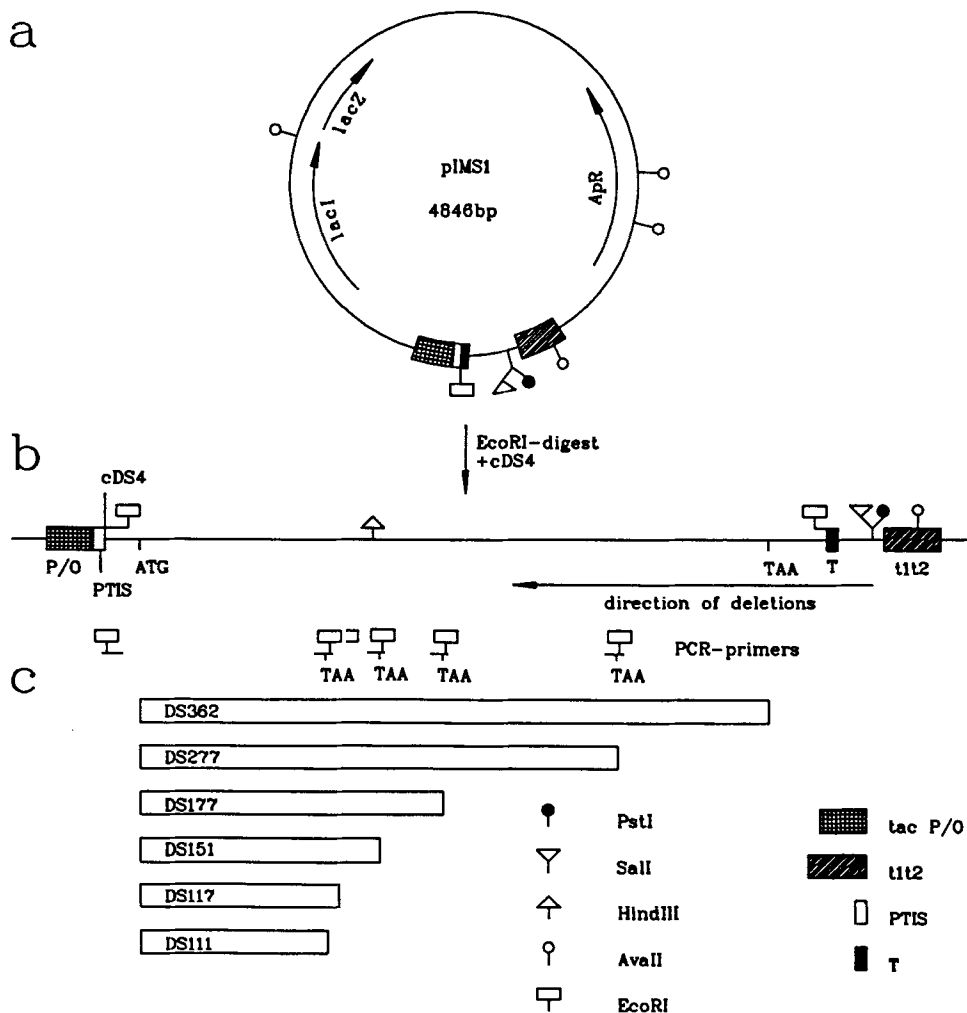 a
lacZ
lacI
pIMS1
4846bp
ApR
EcoRI-digest
+cDS4
b
cDS4
P/O
PTIS
ATG
TAA
T
t1t2
direction of deletions
PCR-primers
TAA
TAA
TAA
TAA
c
DS362
DS277
DS177
DS151
DS117
DS111
PstI
SalI
HindIII
AvaII
EcoRI
tac P/O
t1t2
PTIS
T